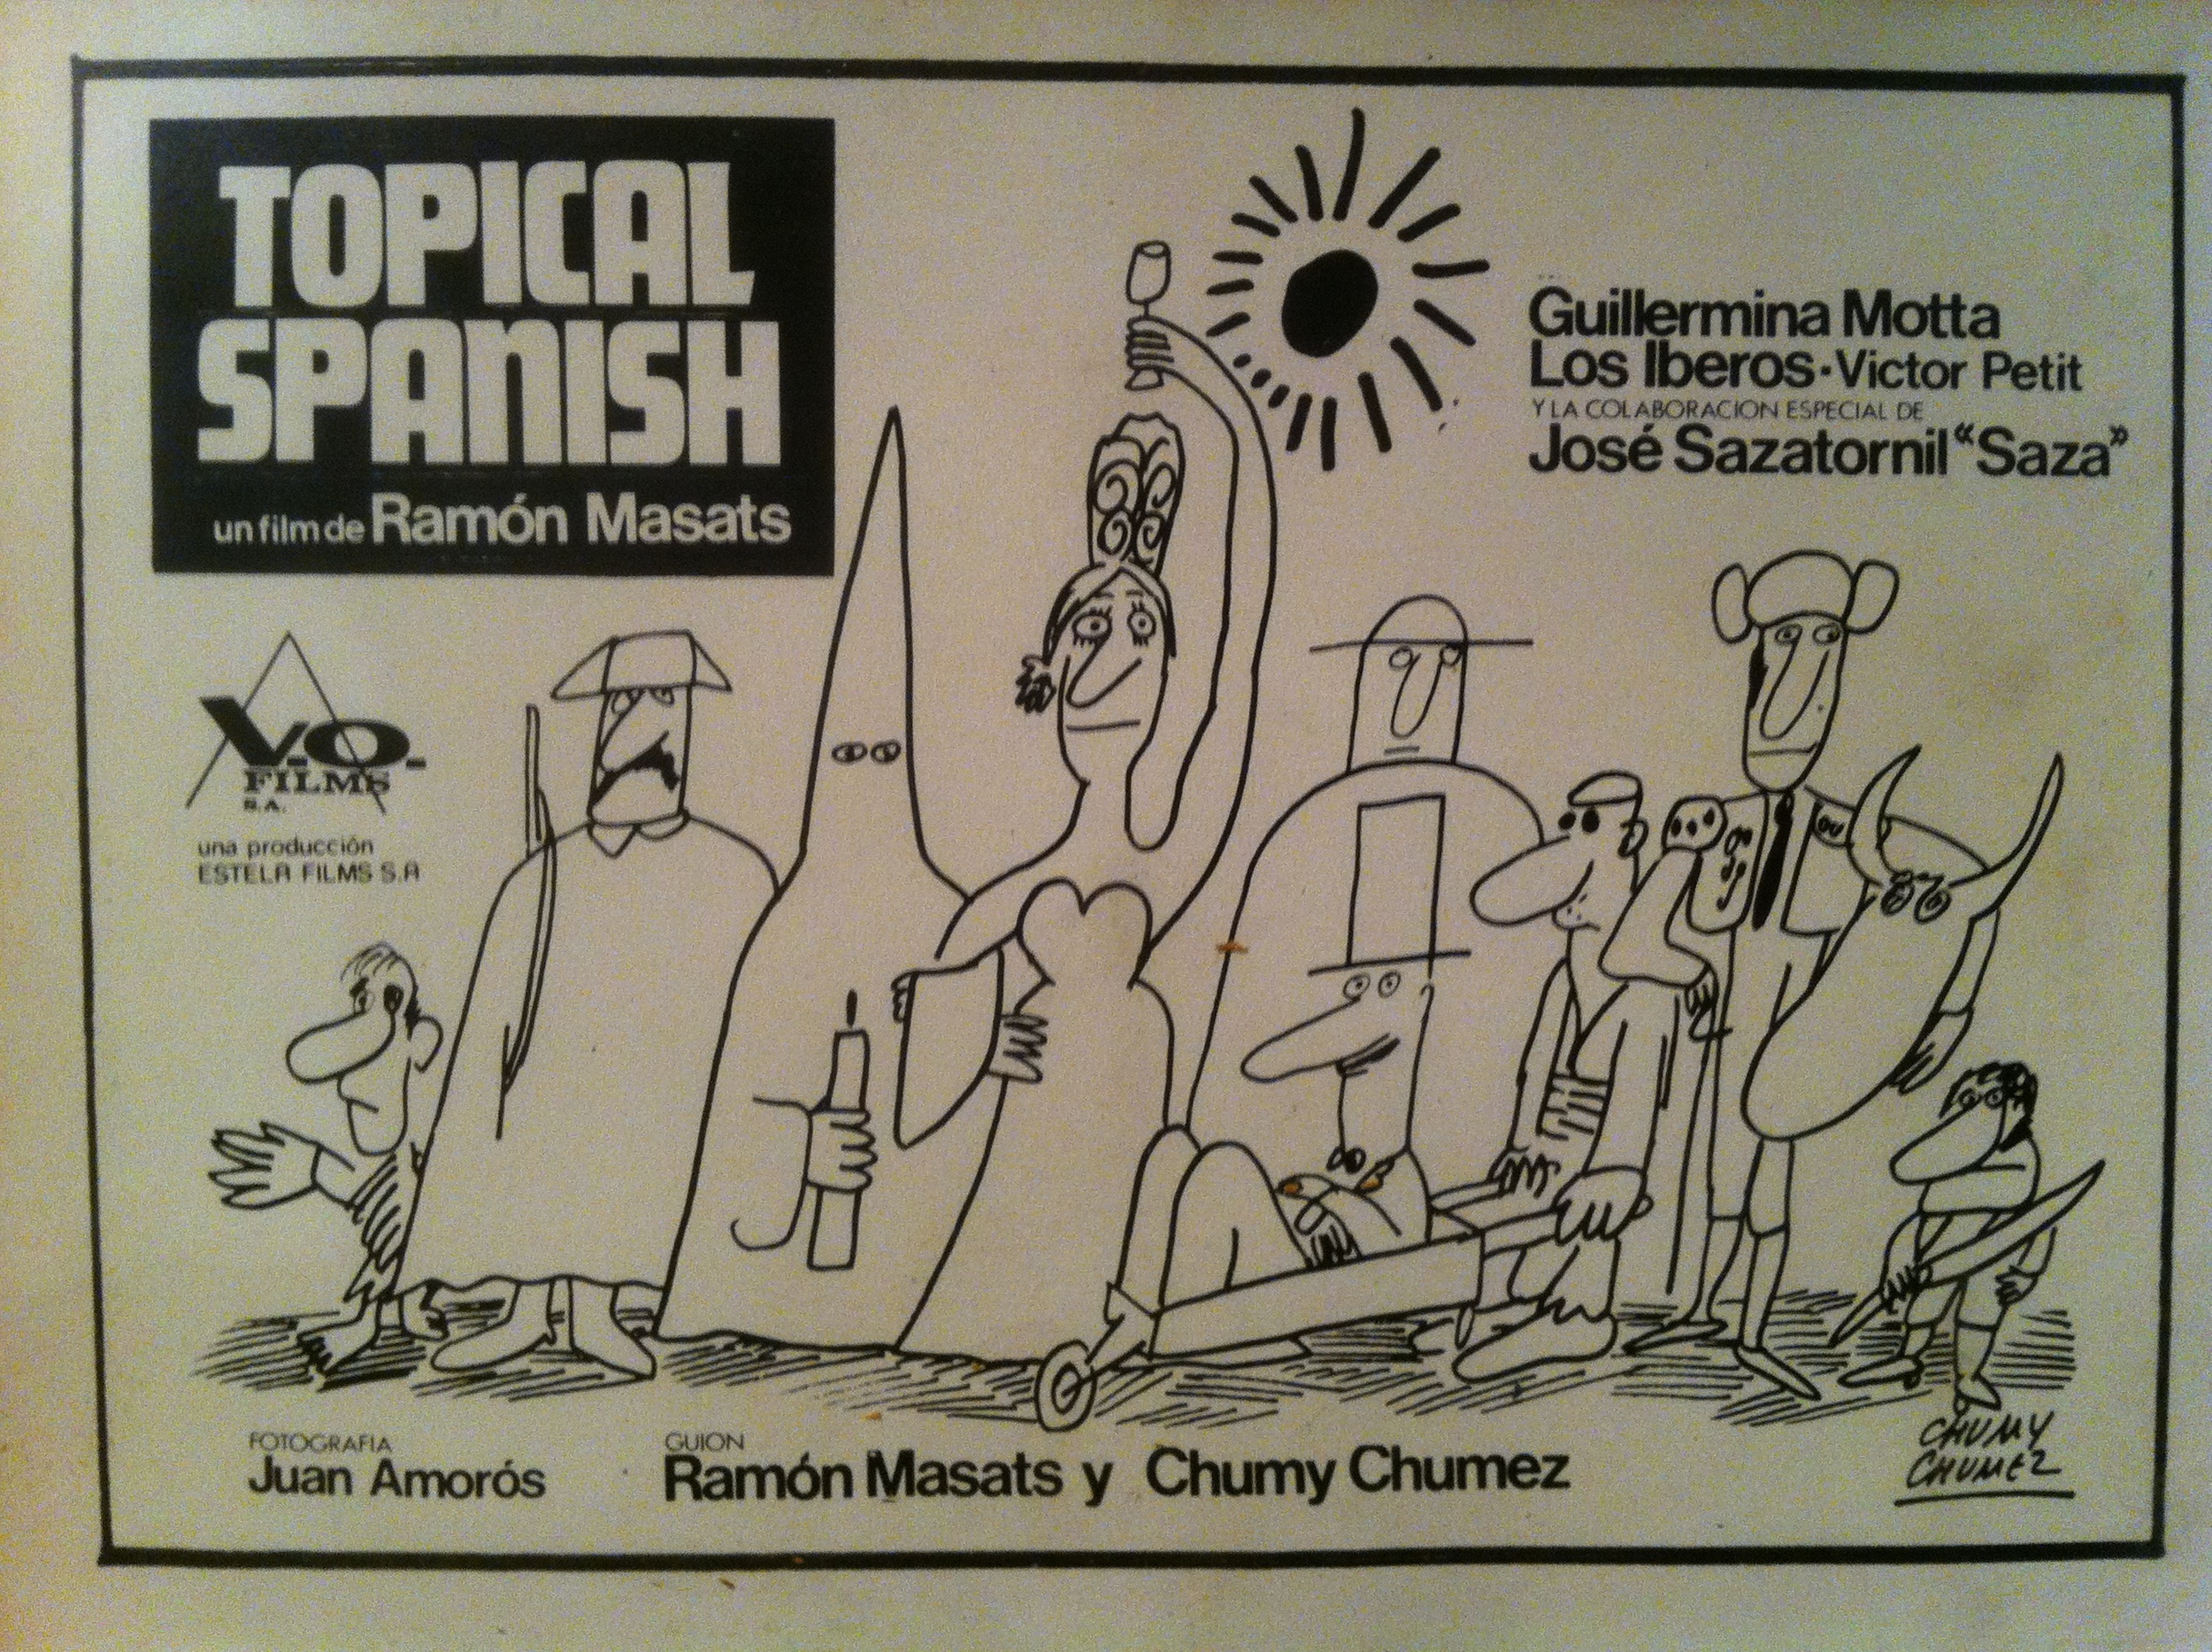 TOPICAL
SPANISH
un film de Ramón Masats
Guillermina Motta
Los Iberos · Victor Petit
Y LA COLABORACION ESPECIAL DE
José Sazatornil "Saza"
V.O.
FILMS
S.A.
una producción
ESTELA FILMS S.A
FOTOGRAFIA
Juan Amorós
GUION
Ramón Masats y Chumy Chumez
CHUMY
CHUMEZ